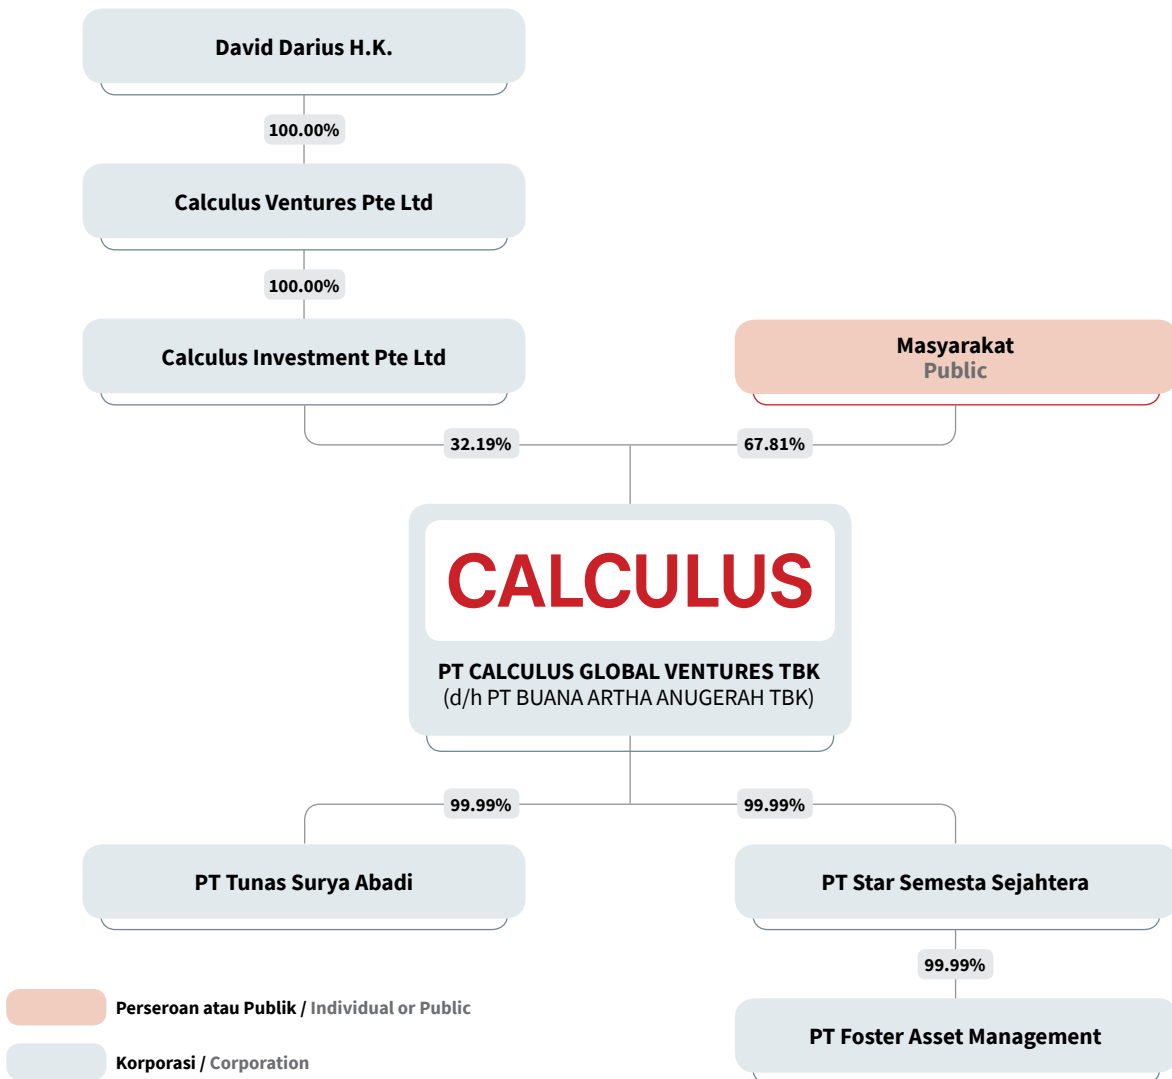 David Darius H.K.
100.00%
Calculus Ventures Pte Ltd
100.00%
Calculus Investment Pte Ltd
Masyarakat
Public
32.19%
67.81%
CALCULUS
PT CALCULUS GLOBAL VENTURES TBK
(d/h PT BUANA ARTHA ANUGERAH TBK)
99.99%
99.99%
PT Tunas Surya Abadi
PT Star Semesta Sejahtera
99.99%
PT Foster Asset Management
Perseroan atau Publik / Individual or Public
Korporasi / Corporation